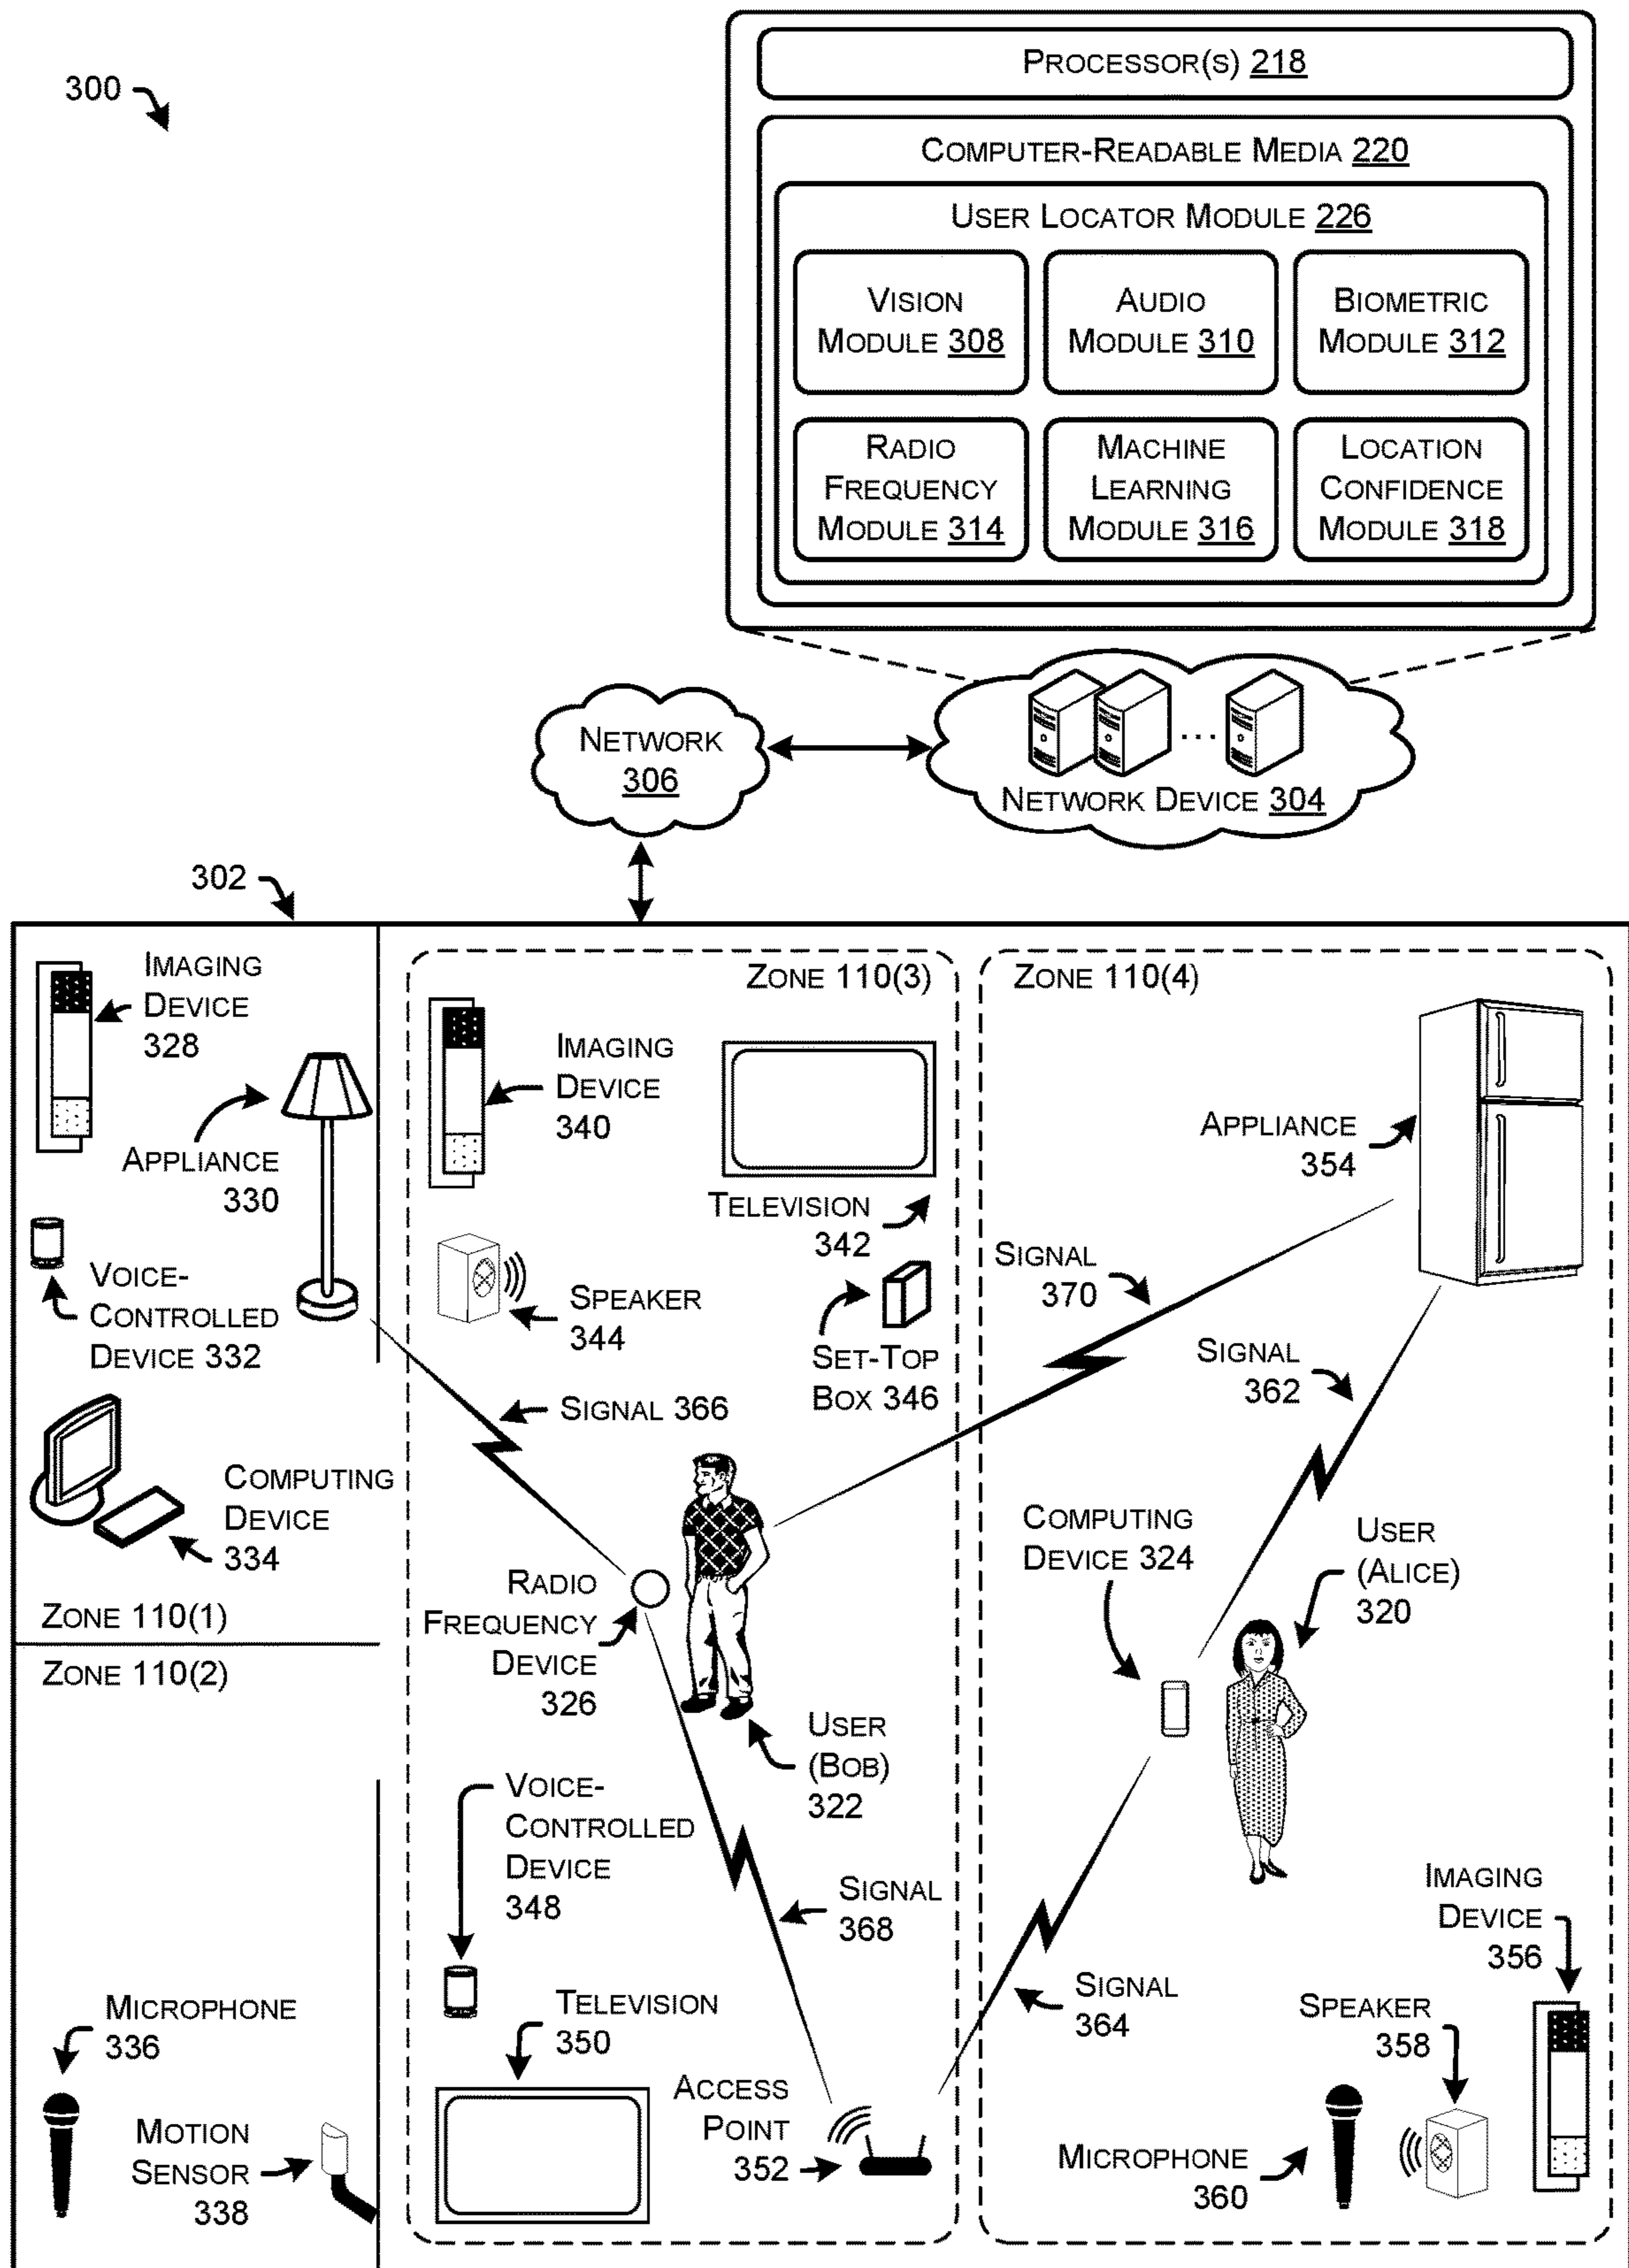 300
PROCESSOR(S) 218
COMPUTER-READABLE MEDIA 220
USER LOCATOR MODULE 226
VISION
MODULE 308
AUDIO
MODULE 310
BIOMETRIC
MODULE 312
RADIO
FREQUENCY
MODULE 314
MACHINE
LEARNING
MODULE 316
LOCATION
CONFIDENCE
MODULE 318
NETWORK
306
NETWORK DEVICE 304
302
IMAGING
DEVICE
328
APPLIANCE
330
VOICE-
CONTROLLED
DEVICE 332
COMPUTING
DEVICE
334
ZONE 110(1)
ZONE 110(2)
MICROPHONE
336
MOTION
SENSOR
338
ZONE 110(3)
IMAGING
DEVICE
340
TELEVISION
342
SPEAKER
344
SET-TOP
BOX 346
SIGNAL 366
RADIO
FREQUENCY
DEVICE
326
USER
(BOB)
322
VOICE-
CONTROLLED
DEVICE
348
SIGNAL
368
TELEVISION
350
ACCESS
POINT
352
ZONE 110(4)
APPLIANCE
354
SIGNAL
370
SIGNAL
362
COMPUTING
DEVICE 324
USER
(ALICE)
320
IMAGING
DEVICE
356
SIGNAL
364
SPEAKER
358
MICROPHONE
360